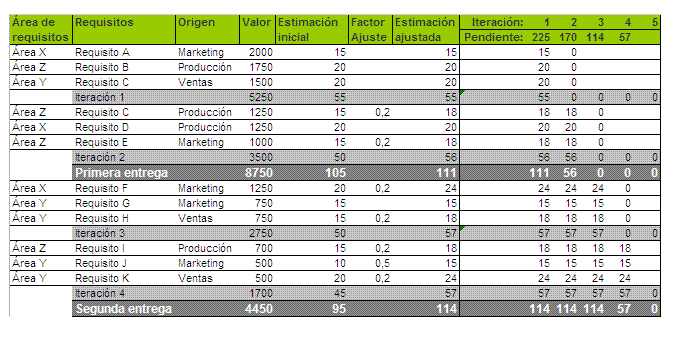 Área de requisitos Requisitos Origen Valor Estimación inicial Factor Ajuste Estimación ajustada Iteración: 1 2 3 4 5
Pendiente: 225 170 114 57
Área X Requisito A Marketing 2000 15 15 15 0
Área Z Requisito B Producción 1750 20 20 20 0
Área Y Requisito C Ventas 1500 20 20 20 0
Iteración 1 5250 55 55 55 0 0 0 0
Área Z Requisito C Producción 1250 15 0,2 18 18 18 0
Área X Requisito D Producción 1250 20 20 20 20 0
Área Z Requisito E Marketing 1000 15 0,2 18 18 18 0
Iteración 2 3500 50 56 56 56 0 0 0
Primera entrega 8750 105 111 111 56 0 0 0
Área X Requisito F Marketing 1250 20 0,2 24 24 24 24 0
Área Y Requisito G Marketing 750 15 15 15 15 15 0
Área Y Requisito H Ventas 750 15 0,2 18 18 18 18 0
Iteración 3 2750 50 57 57 57 57 0 0
Área Z Requisito I Producción 700 15 0,2 18 18 18 18 18
Área Y Requisito J Marketing 500 10 0,5 15 15 15 15 15
Área Y Requisito K Ventas 500 20 0,2 24 24 24 24 24
Iteración 4 1700 45 57 57 57 57 57 0
Segunda entrega 4450 95 114 114 114 114 57 0